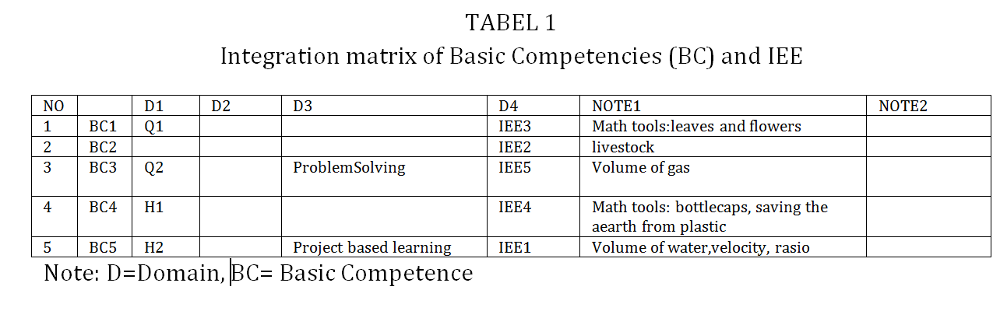 TABEL 1
Integration matrix of Basic Competencies (BC) and IEE
NO D1 D2 D3 D4 NOTE1 NOTE2
1 BC1 Q1 IEE3 Math tools:leaves and flowers
2 BC2 IEE2 livestock
3 BC3 Q2 ProblemSolving IEE5 Volume of gas
4 BC4 H1 IEE4 Math tools: bottlecaps, saving the
aearth from plastic
5 BC5 H2 Project based learning IEE1 Volume of water,velocity, rasio
Note: D=Domain, BC= Basic Competence